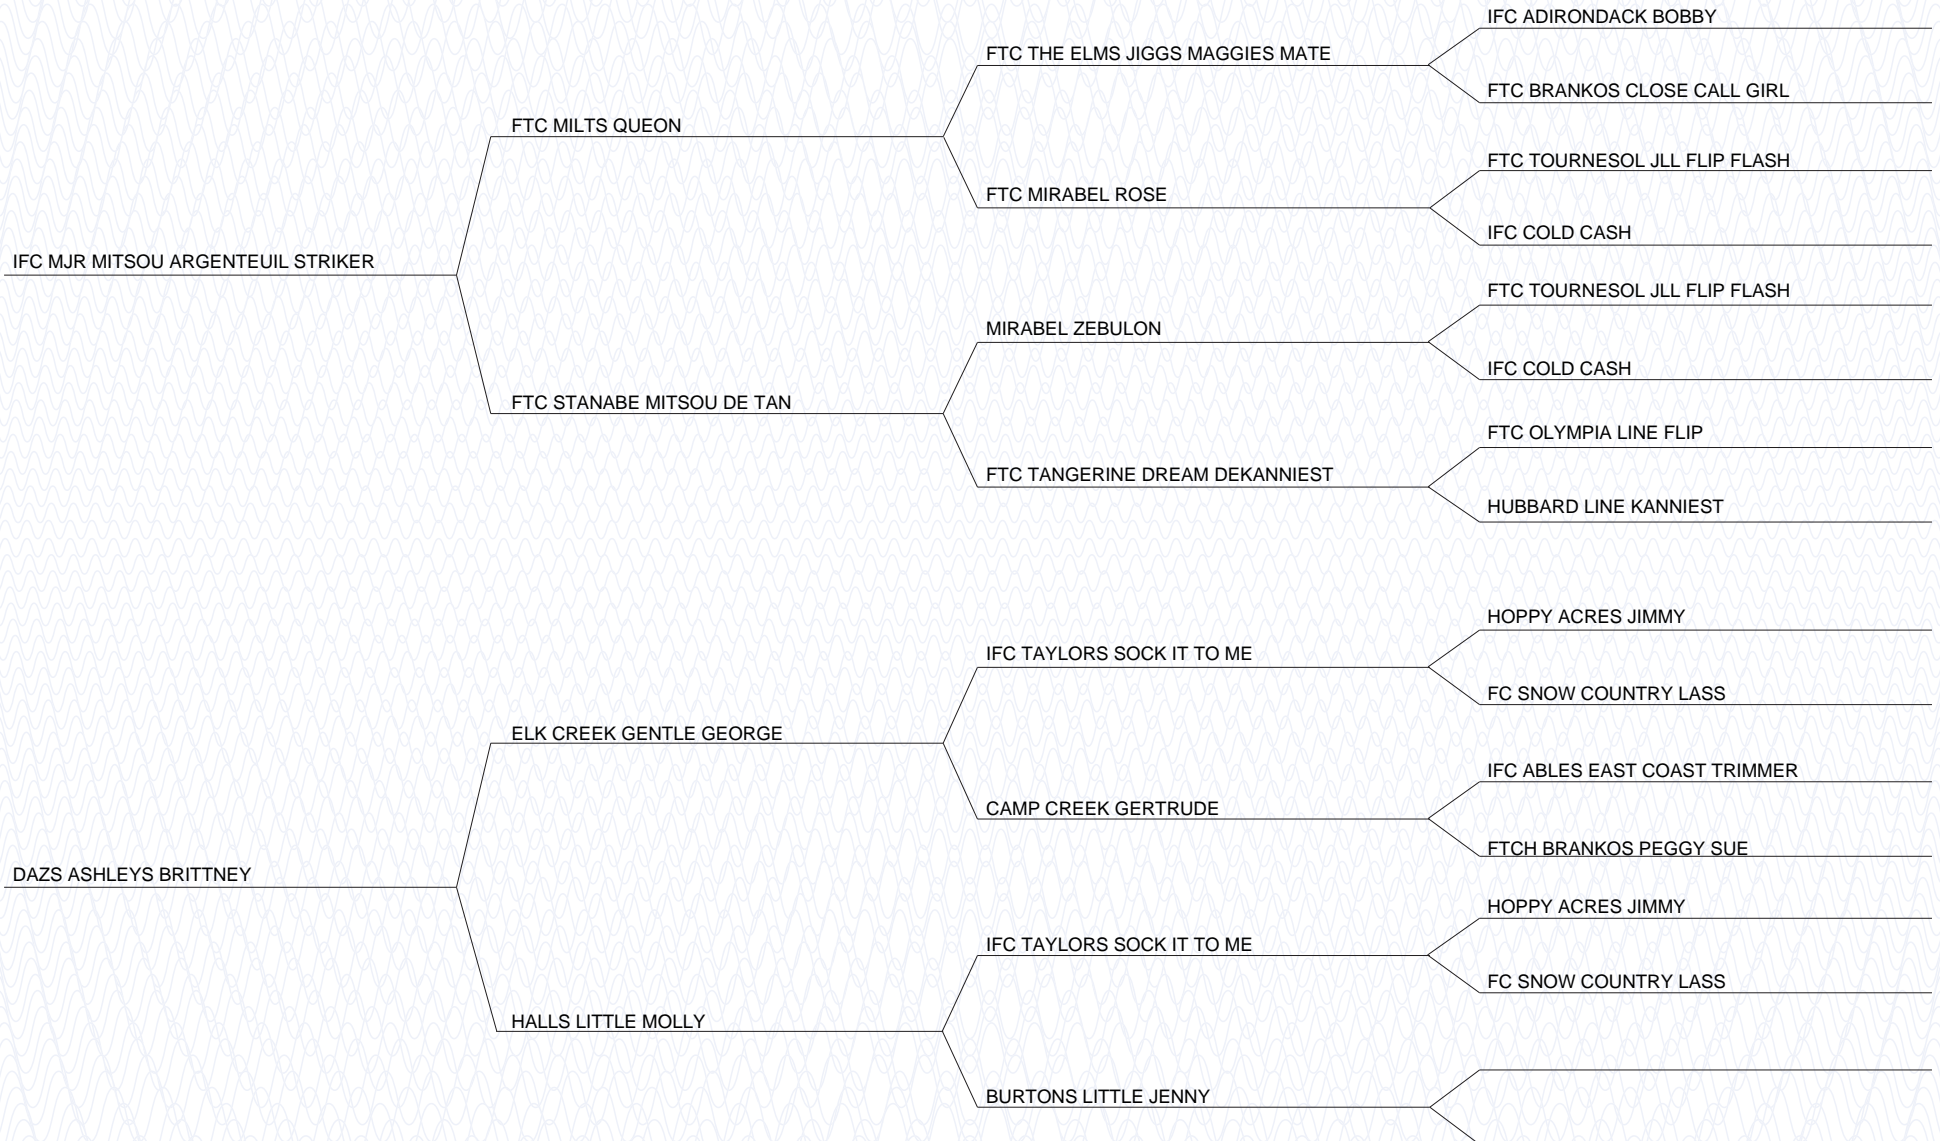 IFC ADIRONDACK BOBBY
FTC THE ELMS JIGGS MAGGIES MATE
FTC BRANKOS CLOSE CALL GIRL
FTC MILTS QUEON
FTC TOURNESOL JLL FLIP FLASH
FTC MIRABEL ROSE
IFC COLD CASH
IFC MJR MITSOU ARGENTEUIL STRIKER
FTC TOURNESOL JLL FLIP FLASH
MIRABEL ZEBULON
IFC COLD CASH
FTC STANABE MITSOU DE TAN
FTC OLYMPIA LINE FLIP
FTC TANGERINE DREAM DEKANNIEST
HUBBARD LINE KANNIEST
HOPPY ACRES JIMMY
IFC TAYLORS SOCK IT TO ME
FC SNOW COUNTRY LASS
ELK CREEK GENTLE GEORGE
IFC ABLES EAST COAST TRIMMER
CAMP CREEK GERTRUDE
FTCH BRANKOS PEGGY SUE
DAZS ASHLEYS BRITTNEY
HOPPY ACRES JIMMY
IFC TAYLORS SOCK IT TO ME
FC SNOW COUNTRY LASS
HALLS LITTLE MOLLY
BURTONS LITTLE JENNY